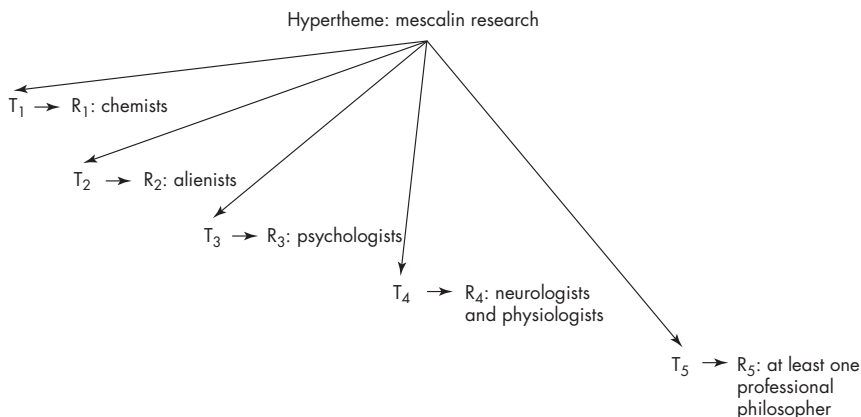 Hypertheme: mescalin research
T₁ → R₁: chemists
T₂ → R₂: alienists
T₃ → R₃: psychologists
T₄ → R₄: neurologists
and physiologists
T₅ → R₅: at least one
professional
philosopher